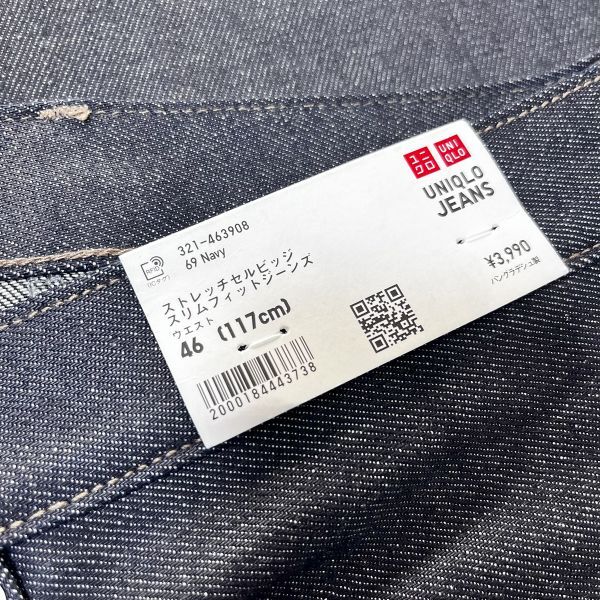 ユニ
クロ
UNI
QLO
UNIQLO
JEANS
RFID
(ICタグ)
321-463908
69 Navy
ストレッチセルビッジ
スリムフィットジーンズ
ウエスト
46 (117cm)
2000184443738
¥3,990
バングラデシュ製